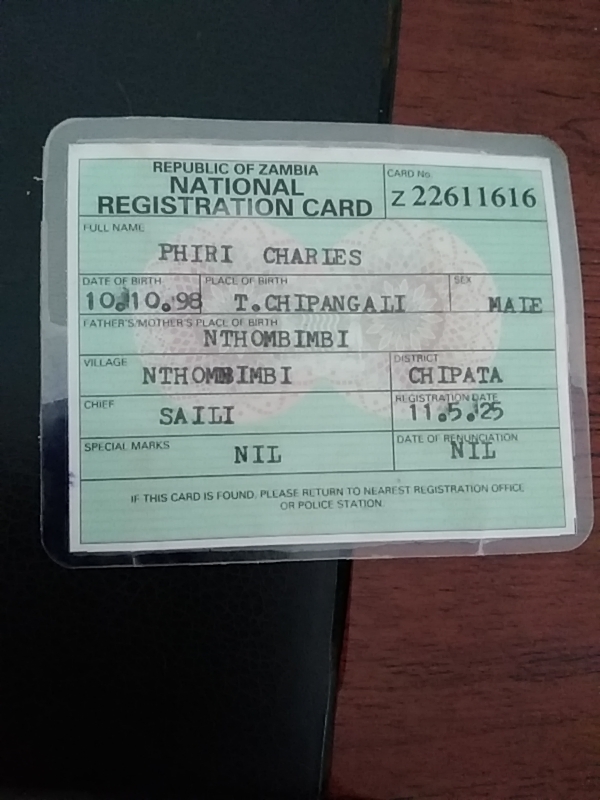 REPUBLIC OF ZAMBIA
NATIONAL
REGISTRATION CARD
CARD No.
Z 22611616
FULL NAME
PHIRI CHARLES
DATE OF BIRTH
10.10.98
PLACE OF BIRTH
T.CHIPANGALI
SEX
MALE
FATHER'S/MOTHER'S PLACE OF BIRTH
NTHOMBIMBI
VILLAGE
NTHOMBIMBI
DISTRICT
CHIPATA
CHIEF
SAILI
REGISTRATION DATE
11.5.25
SPECIAL MARKS
NIL
DATE OF RENUNCIATION
NIL
IF THIS CARD IS FOUND, PLEASE RETURN TO NEAREST REGISTRATION OFFICE
OR POLICE STATION.